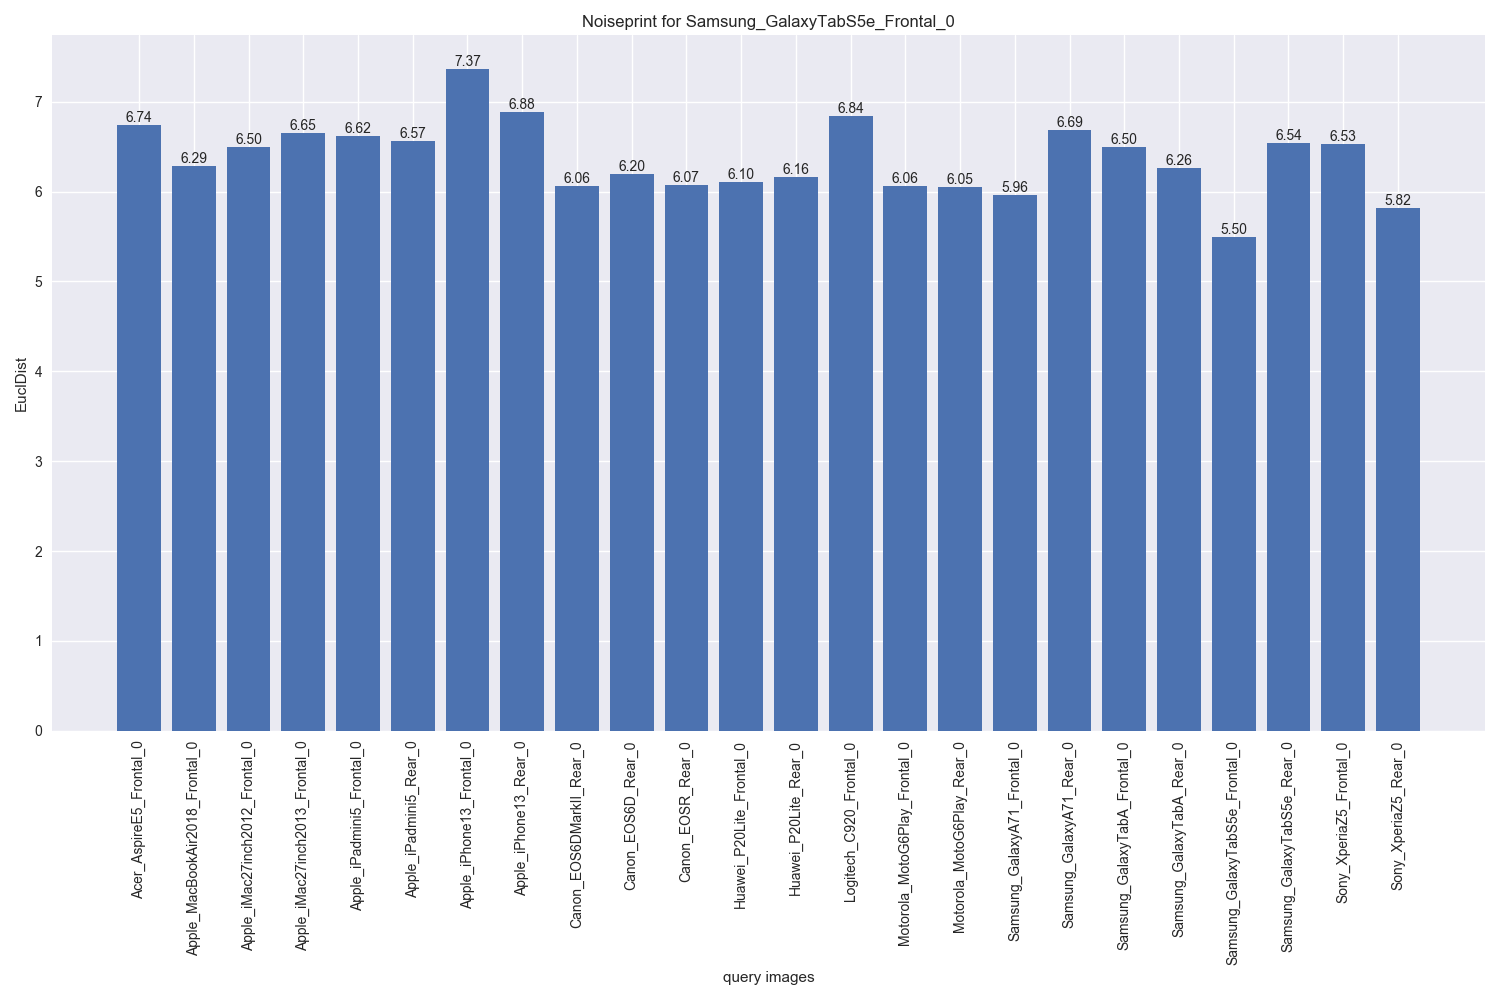 Noiseprint for Samsung_GalaxyTabS5e_Frontal_0
EuclDist
7
6
5
4
3
2
1
0
6.74
6.29
6.50
6.65
6.62
6.57
7.37
6.88
6.06
6.20
6.07
6.10
6.16
6.84
6.06
6.05
5.96
6.69
6.50
6.26
5.50
6.54
6.53
5.82
Acer_AspireE5_Frontal_0
Apple_MacBookAir2018_Frontal_0
Apple_iMac27inch2012_Frontal_0
Apple_iMac27inch2013_Frontal_0
Apple_iPadmini5_Frontal_0
Apple_iPadmini5_Rear_0
Apple_iPhone13_Frontal_0
Apple_iPhone13_Rear_0
Canon_EOS6DMarkII_Rear_0
Canon_EOS6D_Rear_0
Canon_EOSR_Rear_0
Huawei_P20Lite_Frontal_0
Huawei_P20Lite_Rear_0
Logitech_C920_Frontal_0
Motorola_MotoG6Play_Frontal_0
Motorola_MotoG6Play_Rear_0
Samsung_GalaxyA71_Frontal_0
Samsung_GalaxyA71_Rear_0
Samsung_GalaxyTabA_Frontal_0
Samsung_GalaxyTabA_Rear_0
Samsung_GalaxyTabS5e_Frontal_0
Samsung_GalaxyTabS5e_Rear_0
Sony_XperiaZ5_Frontal_0
Sony_XperiaZ5_Rear_0
query images